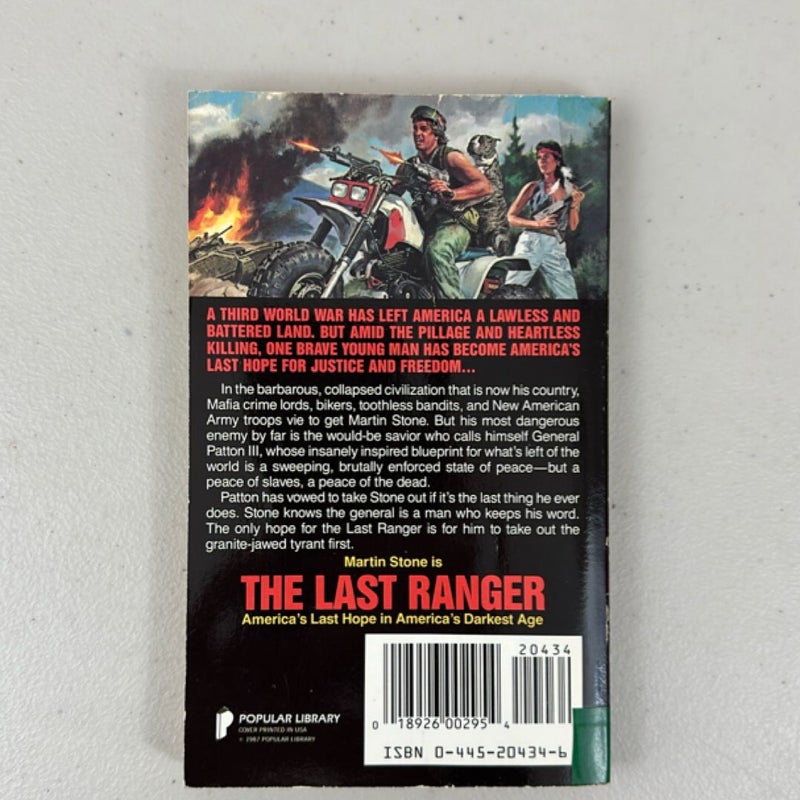 A THIRD WORLD WAR HAS LEFT AMERICA A LAWLESS AND
BATTERED LAND. BUT AMID THE PILLAGE AND HEARTLESS
KILLING, ONE BRAVE YOUNG MAN HAS BECOME AMERICA'S
LAST HOPE FOR JUSTICE AND FREEDOM...
In the barbarous, collapsed civilization that is now his country,
Mafia crime lords, bikers, toothless bandits, and New American
Army troops vie to get Martin Stone. But his most dangerous
enemy by far is the would-be savior who calls himself General
Patton III, whose insanely inspired blueprint for what's left of the
world is a sweeping, brutally enforced state of peace—but a
peace of slaves, a peace of the dead.
Patton has vowed to take Stone out if it's the last thing he ever
does. Stone knows the general is a man who keeps his word.
The only hope for the Last Ranger is for him to take out the
granite-jawed tyrant first.
Martin Stone is
THE LAST RANGER
America's Last Hope in America's Darkest Age
20434
0 18926 00295 4
ISBN 0-445-20434-6
POPULAR LIBRARY
COVER PRINTED IN USA
© 1987 POPULAR LIBRARY